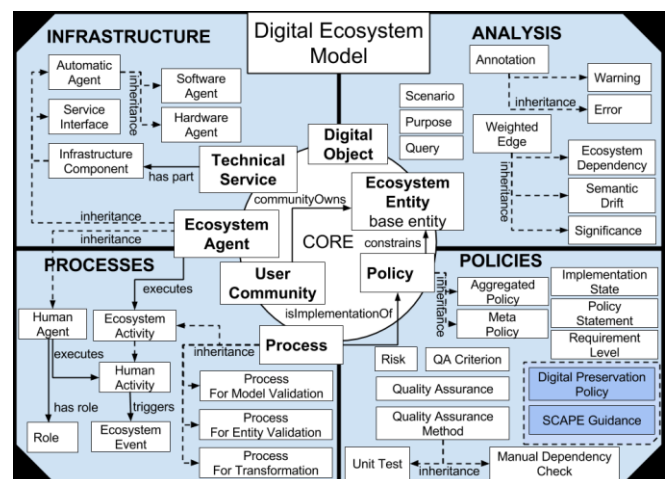 Digital Ecosystem
Model
INFRASTRUCTURE
Automatic
Agent
inheritance
Software
Agent
Hardware
Agent
Service
Interface
Infrastructure
Component
has part
Technical
Service
inheritance
inheritance
Ecosystem
Agent
ANALYSIS
Annotation
inheritance
Warning
Error
Scenario
Purpose
Query
Weighted
Edge
inheritance
Ecosystem
Dependency
Semantic
Drift
Significance
Digital
Object
communityOwns
Ecosystem
Entity
base entity
CORE
constrains
User
Community
Policy
isImplementationOf
Process
PROCESSES
executes
Human
Agent
Ecosystem
Activity
inheritance
executes
Human
Activity
has role
triggers
Role
Ecosystem
Event
Process
For Model Validation
Process
For Entity Validation
Process
For Transformation
POLICIES
inheritance
Aggregated
Policy
Meta
Policy
Implementation
State
Policy
Statement
Requirement
Level
Risk
QA Criterion
Quality Assurance
Quality Assurance
Method
Digital Preservation
Policy
SCAPE Guidance
Unit Test
inheritance
Manual Dependency
Check